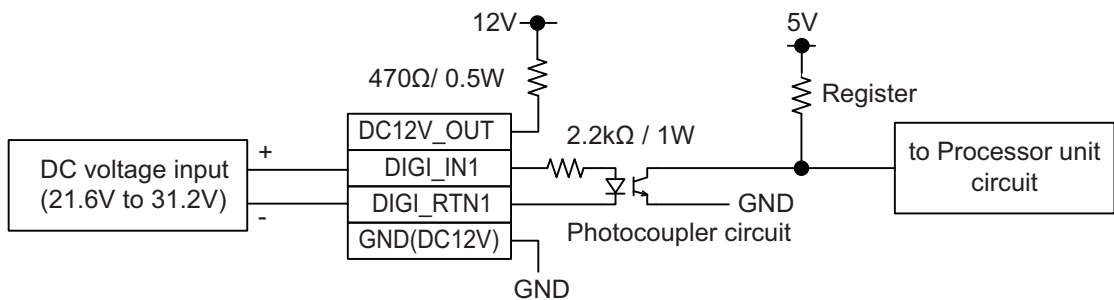 12V
5V
470Ω/ 0.5W
Register
DC12V_OUT
2.2kΩ / 1W
DC voltage input
(21.6V to 31.2V)
+
-
DIGI_IN1
DIGI_RTN1
GND(DC12V)
GND
Photocoupler circuit
GND
to Processor unit
circuit